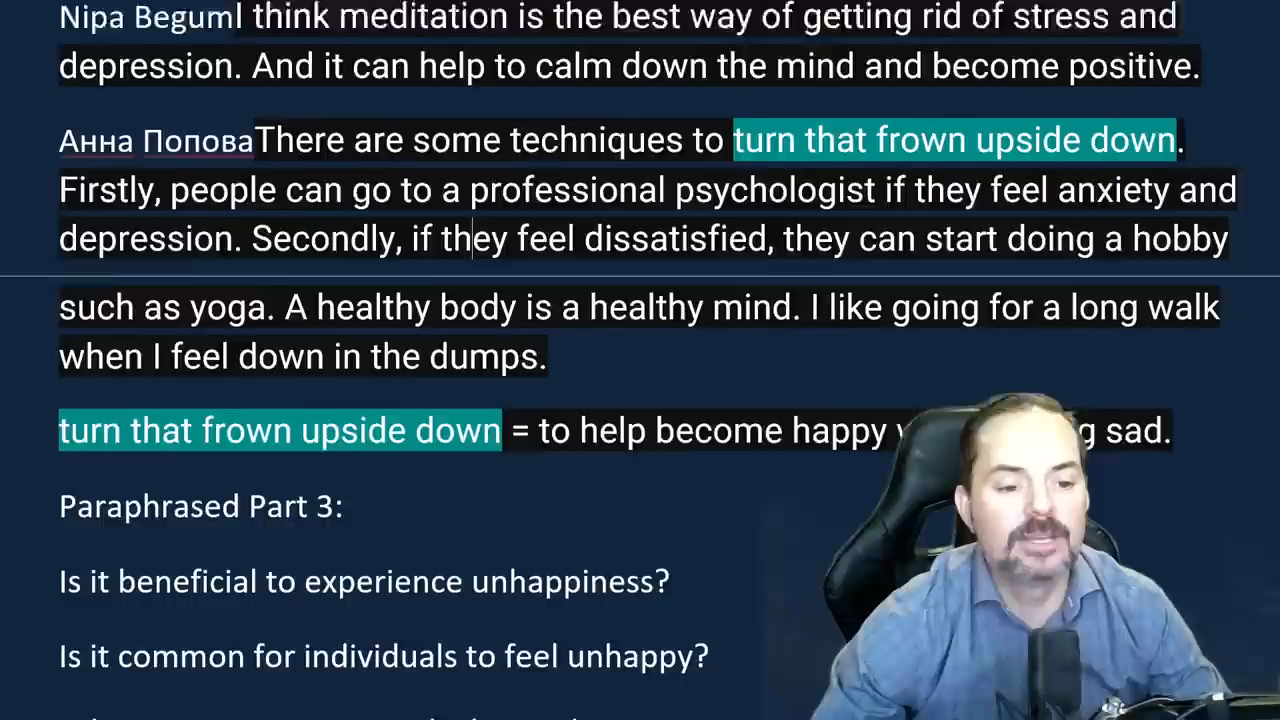 Nipa BegumI think meditation is the best way of getting rid of stress and
depression. And it can help to calm down the mind and become positive.
Анна ПоповаThere are some techniques to turn that frown upside down.
Firstly, people can go to a professional psychologist if they feel anxiety and
depression. Secondly, if they feel dissatisfied, they can start doing a hobby
such as yoga. A healthy body is a healthy mind. I like going for a long walk
when I feel down in the dumps.
turn that frown upside down = to help become happy sad.
Paraphrased Part 3:
Is it beneficial to experience unhappiness?
Is it common for individuals to feel unhappy?